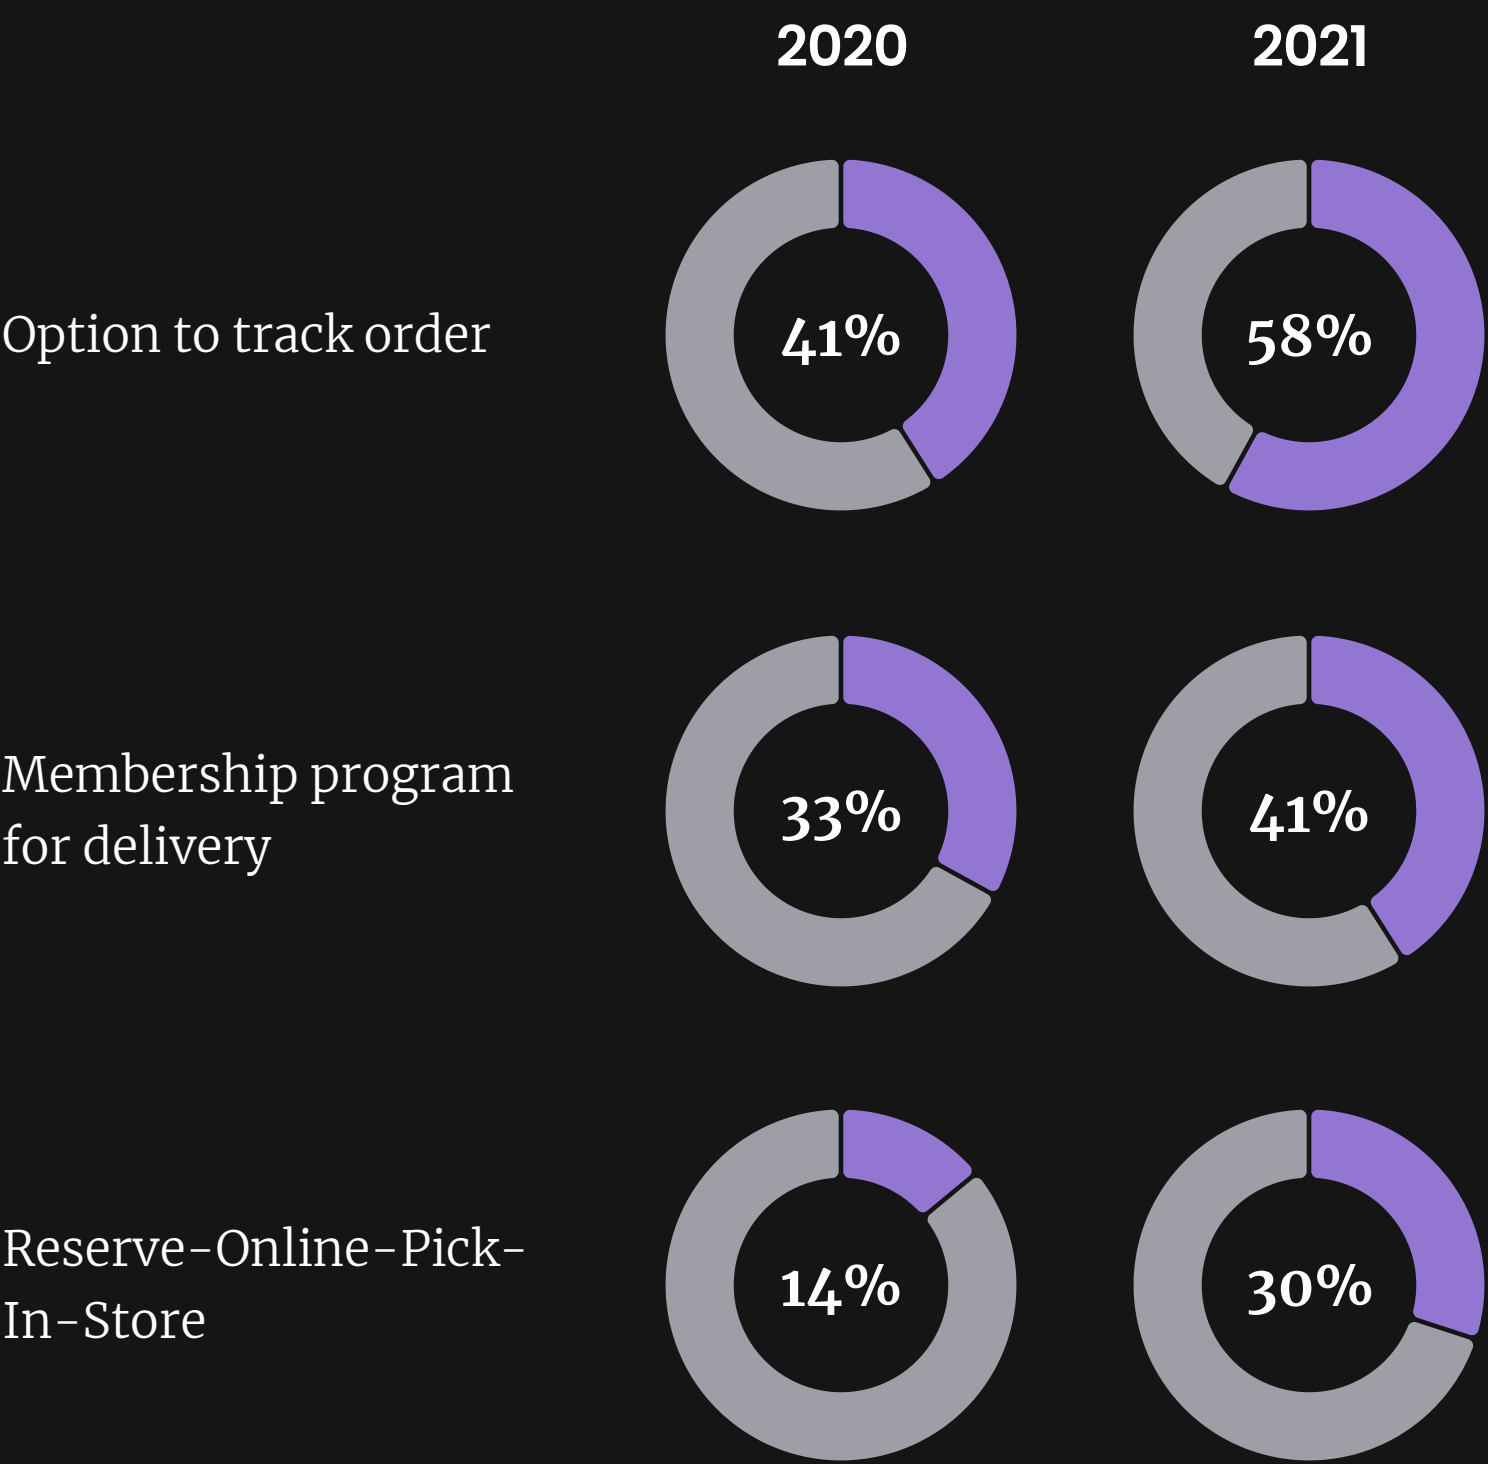 2020 2021
Option to track order 41% 58%
Membership program
for delivery
33% 41%
Reserve-Online-Pick-
In-Store
14% 30%